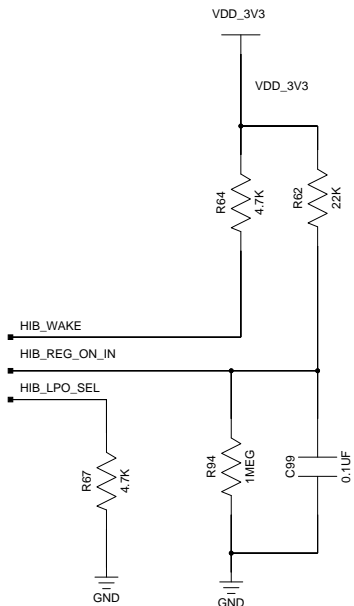 VDD_3V3
VDD_3V3
R64
4.7K
R62
22K
HIB_WAKE
HIB_REG_ON_IN
HIB_LPO_SEL
R67
4.7K
R94
1MEG
C99
0.1UF
GND
GND